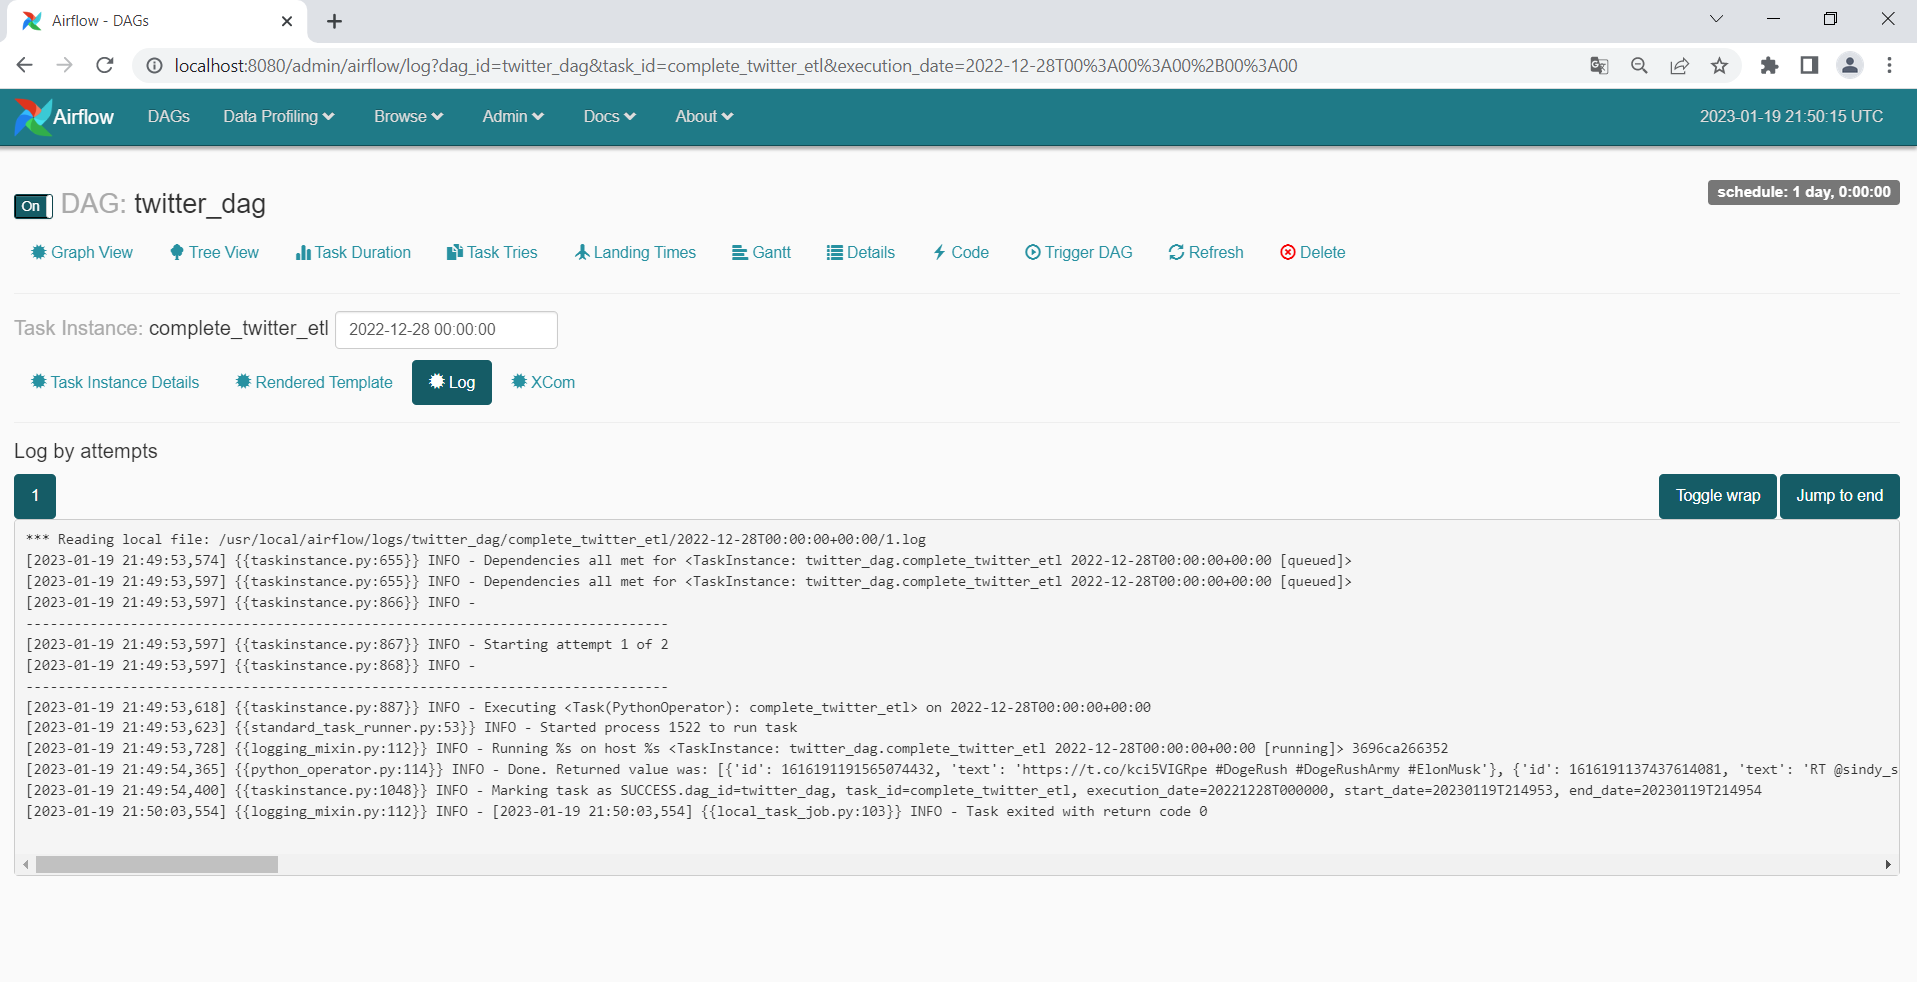 Airflow - DAGs
localhost:8080/admin/airflow/log?dag_id=twitter_dag&task_id=complete_twitter_etl&execution_date=2022-12-28T00%3A00%3A00%2B00%3A00
Airflow DAGs Data Profiling Browse Admin Docs About 2023-01-19 21:50:15 UTC
On DAG: twitter_dag schedule: 1 day, 0:00:00
Graph View Tree View Task Duration Task Tries Landing Times Gantt Details Code Trigger DAG Refresh Delete
Task Instance: complete_twitter_etl 2022-12-28 00:00:00
Task Instance Details Rendered Template Log XCom
Log by attempts
1 Toggle wrap Jump to end
*** Reading local file: /usr/local/airflow/logs/twitter_dag/complete_twitter_etl/2022-12-28T00:00:00+00:00/1.log
[2023-01-19 21:49:53,574] {{taskinstance.py:655}} INFO - Dependencies all met for <TaskInstance: twitter_dag.complete_twitter_etl 2022-12-28T00:00:00+00:00 [queued]>
[2023-01-19 21:49:53,597] {{taskinstance.py:655}} INFO - Dependencies all met for <TaskInstance: twitter_dag.complete_twitter_etl 2022-12-28T00:00:00+00:00 [queued]>
[2023-01-19 21:49:53,597] {{taskinstance.py:866}} INFO -
--------------------------------------------------------------------------------
[2023-01-19 21:49:53,597] {{taskinstance.py:867}} INFO - Starting attempt 1 of 2
[2023-01-19 21:49:53,597] {{taskinstance.py:868}} INFO -
--------------------------------------------------------------------------------
[2023-01-19 21:49:53,618] {{taskinstance.py:887}} INFO - Executing <Task(PythonOperator): complete_twitter_etl> on 2022-12-28T00:00:00+00:00
[2023-01-19 21:49:53,623] {{standard_task_runner.py:53}} INFO - Started process 1522 to run task
[2023-01-19 21:49:53,728] {{logging_mixin.py:112}} INFO - Running %s on host %s <TaskInstance: twitter_dag.complete_twitter_etl 2022-12-28T00:00:00+00:00 [running]> 3696ca266352
[2023-01-19 21:49:54,365] {{python_operator.py:114}} INFO - Done. Returned value was: [{'id': 1616191191565074432, 'text': 'https://t.co/kci5VIGRpe #DogeRush #DogeRushArmy #ElonMusk'}, {'id': 1616191137437614081, 'text': 'RT @sindy_s
[2023-01-19 21:49:54,400] {{taskinstance.py:1048}} INFO - Marking task as SUCCESS.dag_id=twitter_dag, task_id=complete_twitter_etl, execution_date=20221228T000000, start_date=20230119T214953, end_date=20230119T214954
[2023-01-19 21:50:03,554] {{logging_mixin.py:112}} INFO - [2023-01-19 21:50:03,554] {{local_task_job.py:103}} INFO - Task exited with return code 0